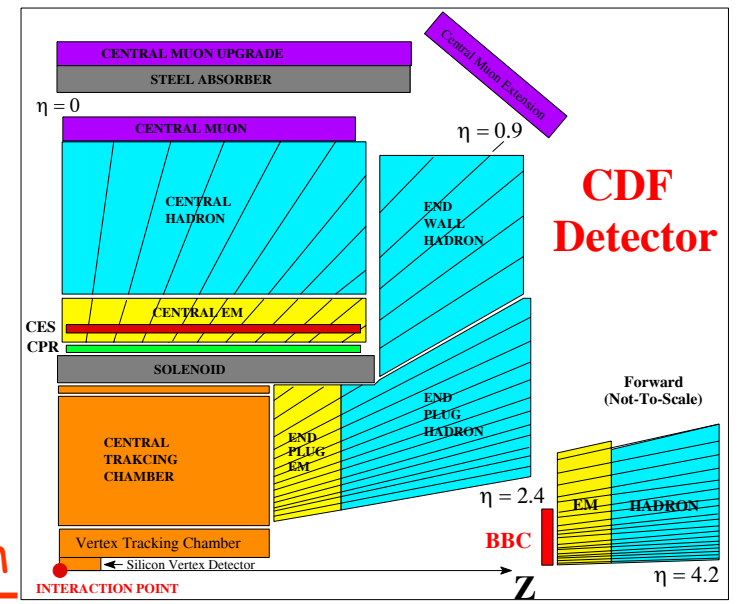 CENTRAL MUON UPGRADE
STEEL ABSORBER
Central Muon Extension
η = 0
CENTRAL MUON
η = 0.9
CENTRAL
HADRON
END
WALL
HADRON
CDF
Detector
CENTRAL EM
CES
CPR
SOLENOID
Forward
(Not-To-Scale)
END
PLUG
HADRON
END
PLUG
EM
CENTRAL
TRAKCING
CHAMBER
η = 2.4
EM
HADRON
BBC
Vertex Tracking Chamber
Silicon Vertex Detector
η = 4.2
Z
INTERACTION POINT